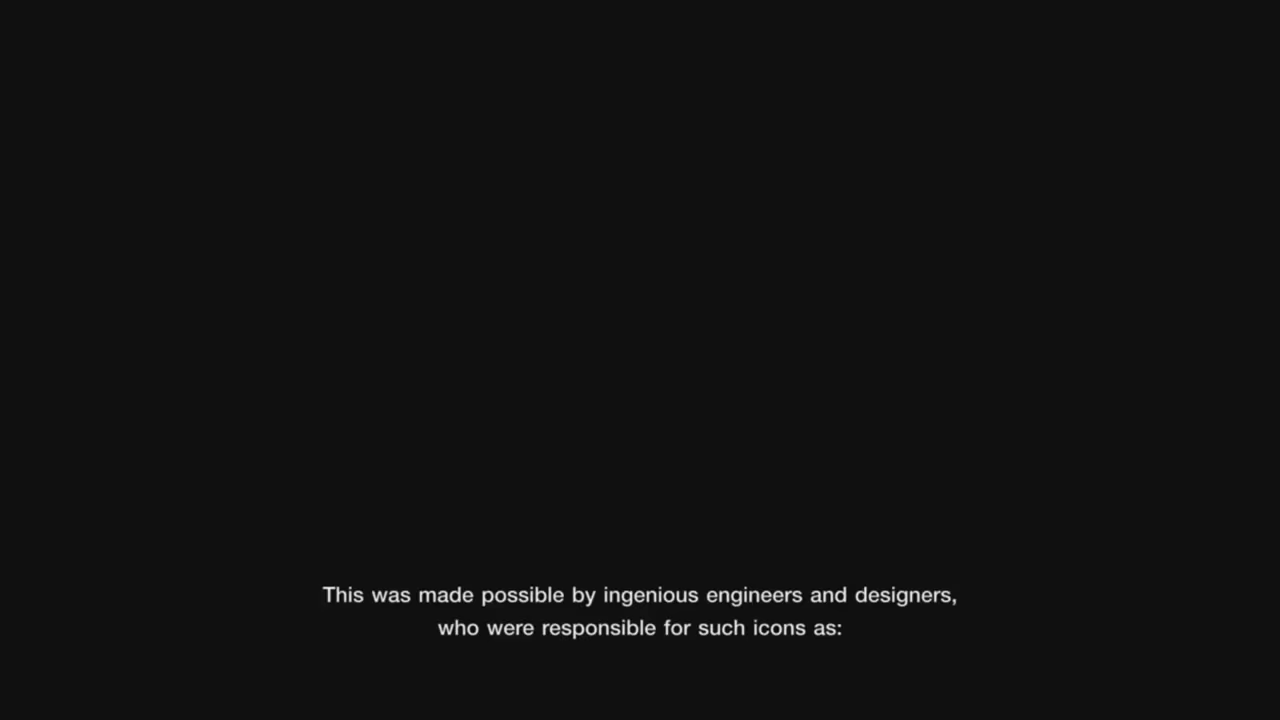 This was made possible by ingenious engineers and designers,
who were responsible for such icons as: